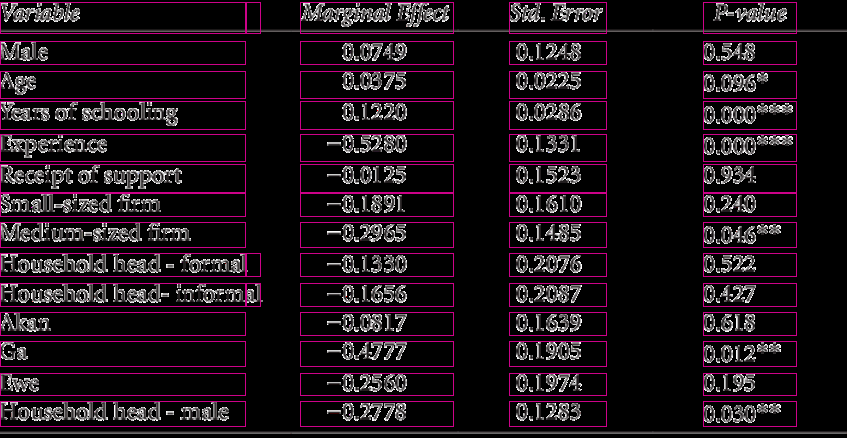 Variable Marginal Effect Std. Error P-value
Male 0.0749 0.1248 0.548
Age 0.0375 0.0225 0.096*
Years of schooling 0.1220 0.0286 0.000***
Experience −0.5280 0.1331 0.000***
Receipt of support −0.0125 0.1523 0.934
Small-sized firm −0.1891 0.1610 0.240
Medium-sized firm −0.2965 0.1485 0.046**
Household head - formal −0.1330 0.2076 0.522
Household head- informal −0.1656 0.2087 0.427
Akan −0.0817 0.1639 0.618
Ga −0.4777 0.1905 0.012**
Ewe −0.2560 0.1974 0.195
Household head - male −0.2778 0.1283 0.030**